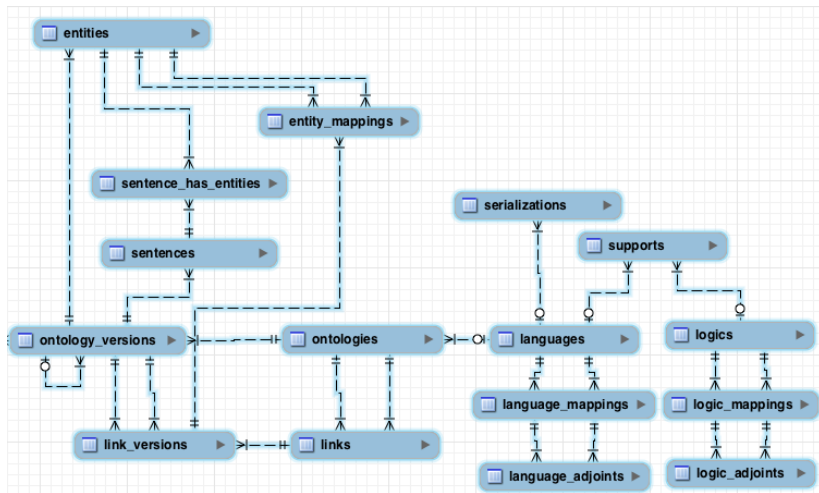 entities
entity_mappings
sentence_has_entities
serializations
supports
sentences
ontology_versions
ontologies
languages
logics
language_mappings
logic_mappings
link_versions
links
language_adjoints
logic_adjoints